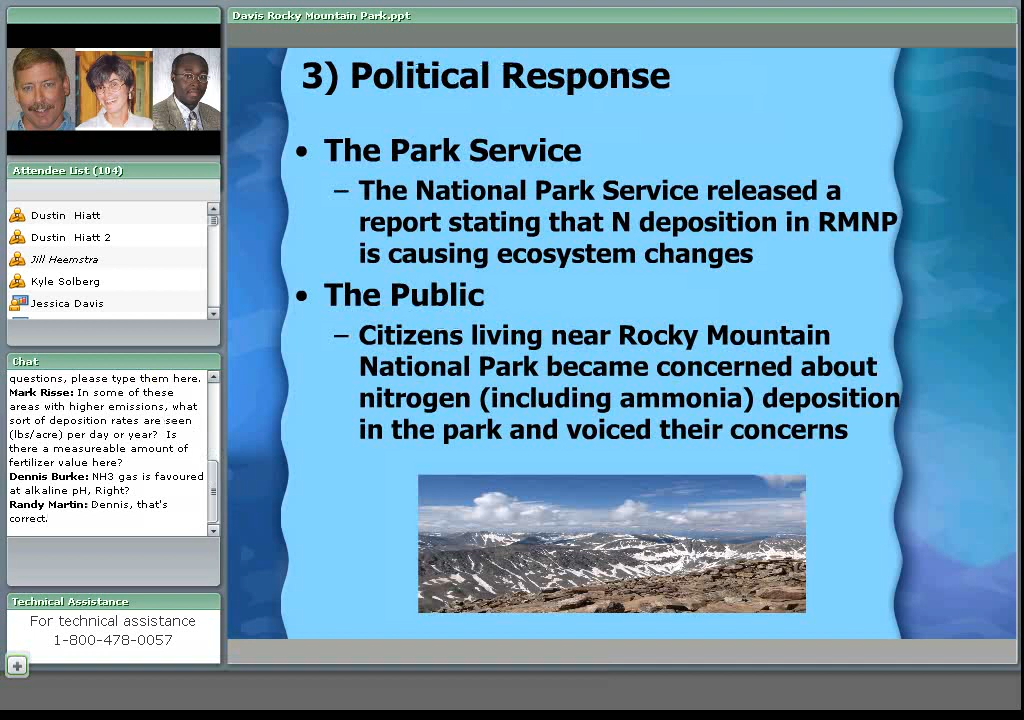 Davis Rocky Mountain Park.ppt
Attendee List (104)
Dustin Hiatt
Dustin Hiatt 2
Jill Heemstra
Kyle Solberg
Jessica Davis
Chat
questions, please type them here.
Mark Risse: In some of these
areas with higher emissions, what
sort of deposition rates are seen
(lbs/acre) per day or year? Is
there a measureable amount of
fertilizer value here?
Dennis Burke: NH3 gas is favoured
at alkaline pH, Right?
Randy Martin: Dennis, that's
correct.
Technical Assistance
For technical assistance
1-800-478-0057
3) Political Response
• The Park Service
– The National Park Service released a
report stating that N deposition in RMNP
is causing ecosystem changes
• The Public
– Citizens living near Rocky Mountain
National Park became concerned about
nitrogen (including ammonia) deposition
in the park and voiced their concerns